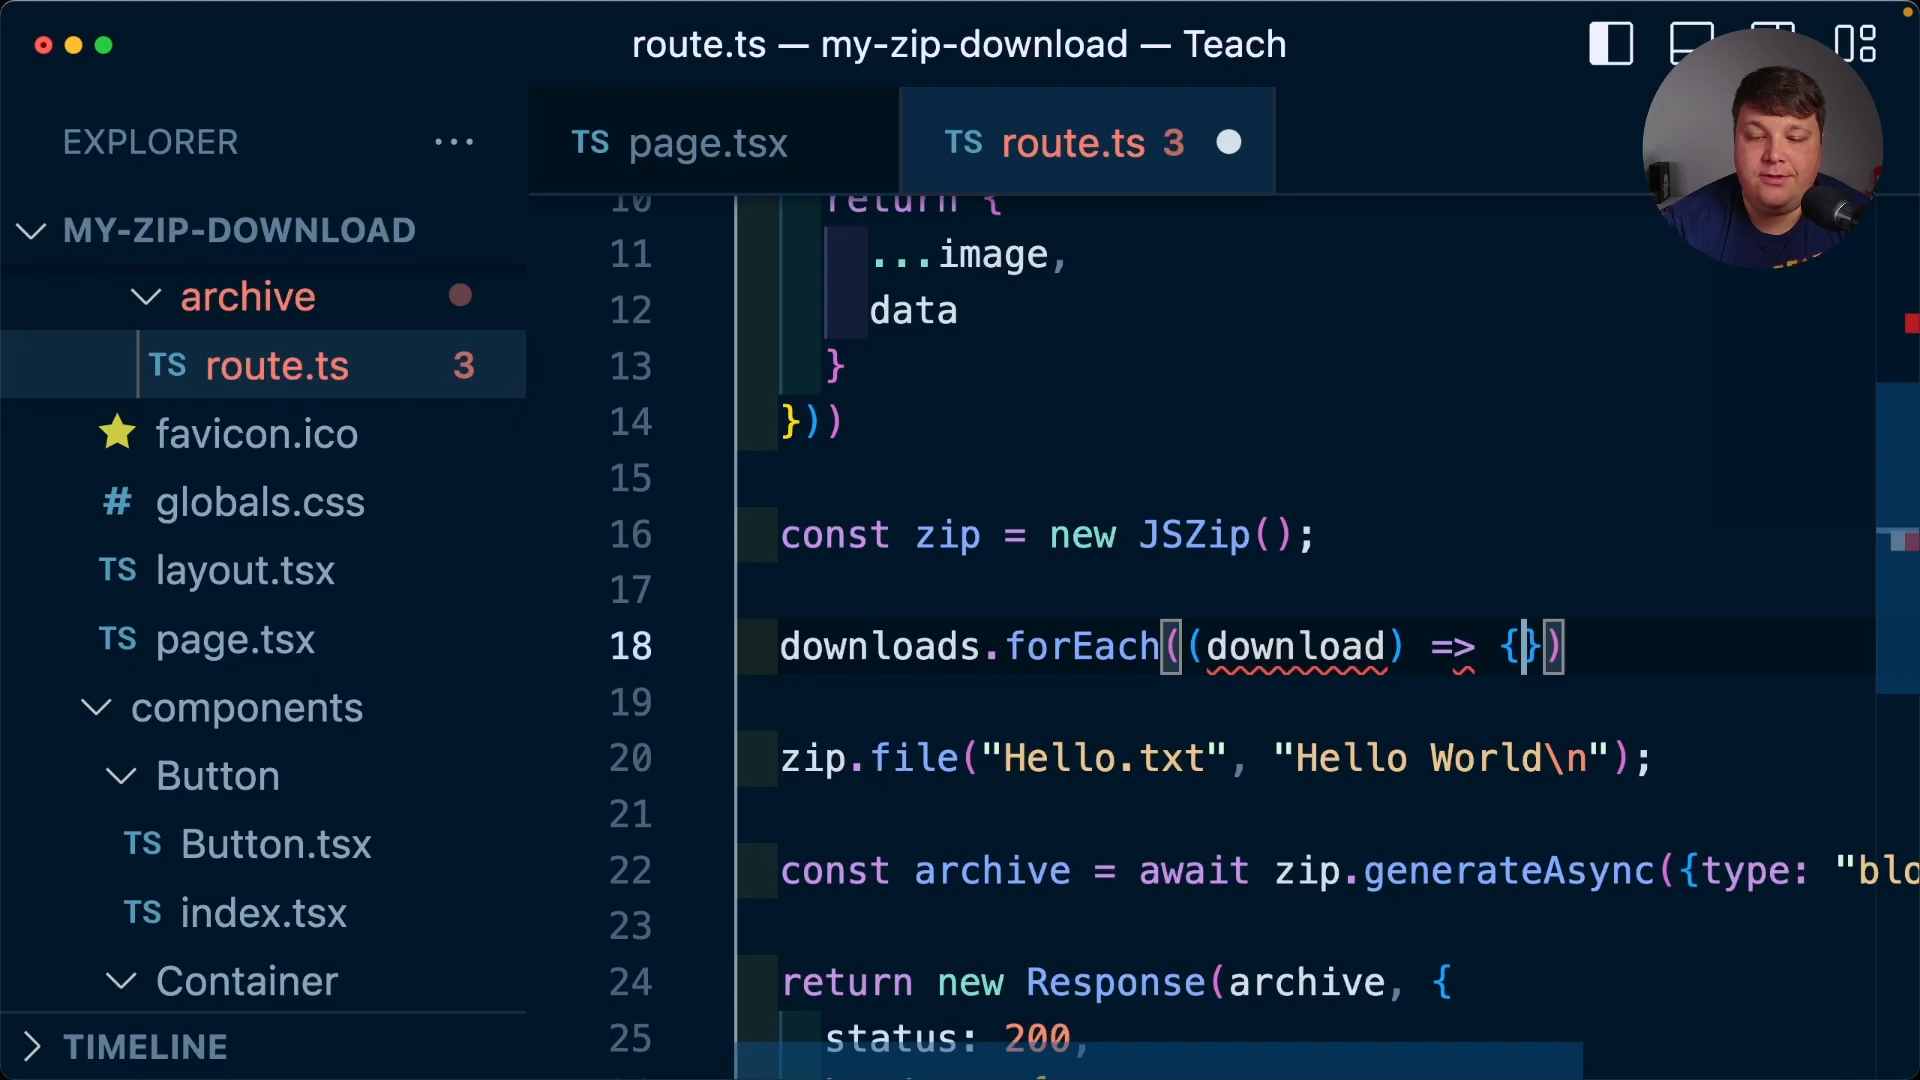 route.ts — my-zip-download — Teach
EXPLORER
TS page.tsx
TS route.ts 3
MY-ZIP-DOWNLOAD
archive
TS route.ts 3
favicon.ico
# globals.css
TS layout.tsx
TS page.tsx
components
Button
TS Button.tsx
TS index.tsx
Container
TIMELINE
10 return {
11 ...image,
12 data
13 }
14 }))
15
16 const zip = new JSZip();
17
18 downloads.forEach((download) => {})
19
20 zip.file("Hello.txt", "Hello World\n");
21
22 const archive = await zip.generateAsync({type: "blo
23
24 return new Response(archive, {
25 status: 200,